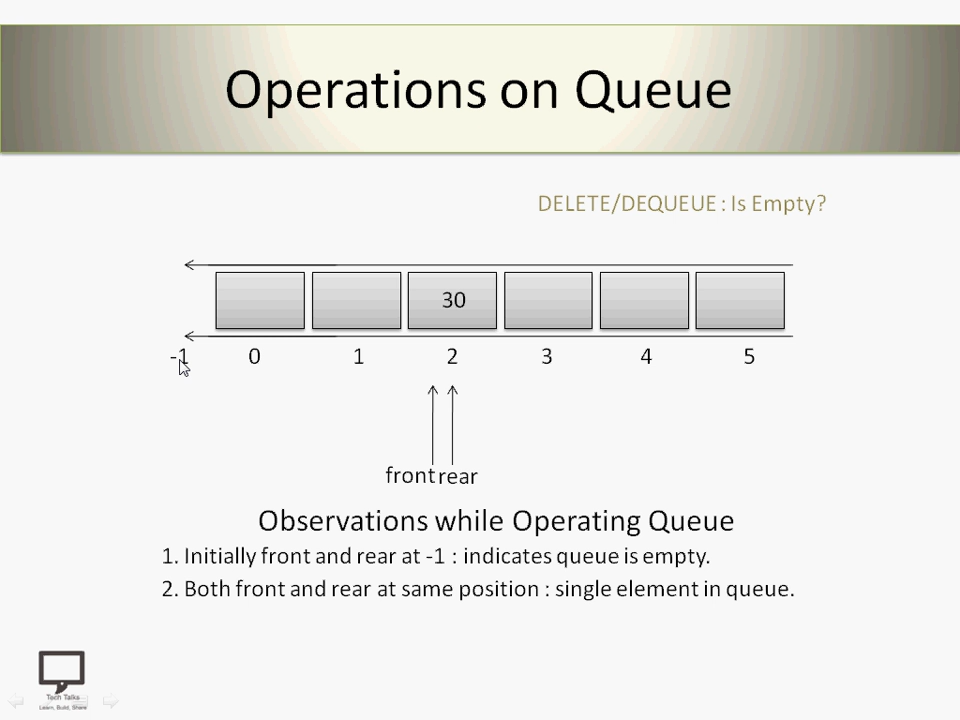 Operations on Queue
DELETE/DEQUEUE : Is Empty?
30
-1 0 1 2 3 4 5
front rear
Observations while Operating Queue
1. Initially front and rear at -1 : indicates queue is empty.
2. Both front and rear at same position : single element in queue.
Tech Talks
Learn, Build, Share